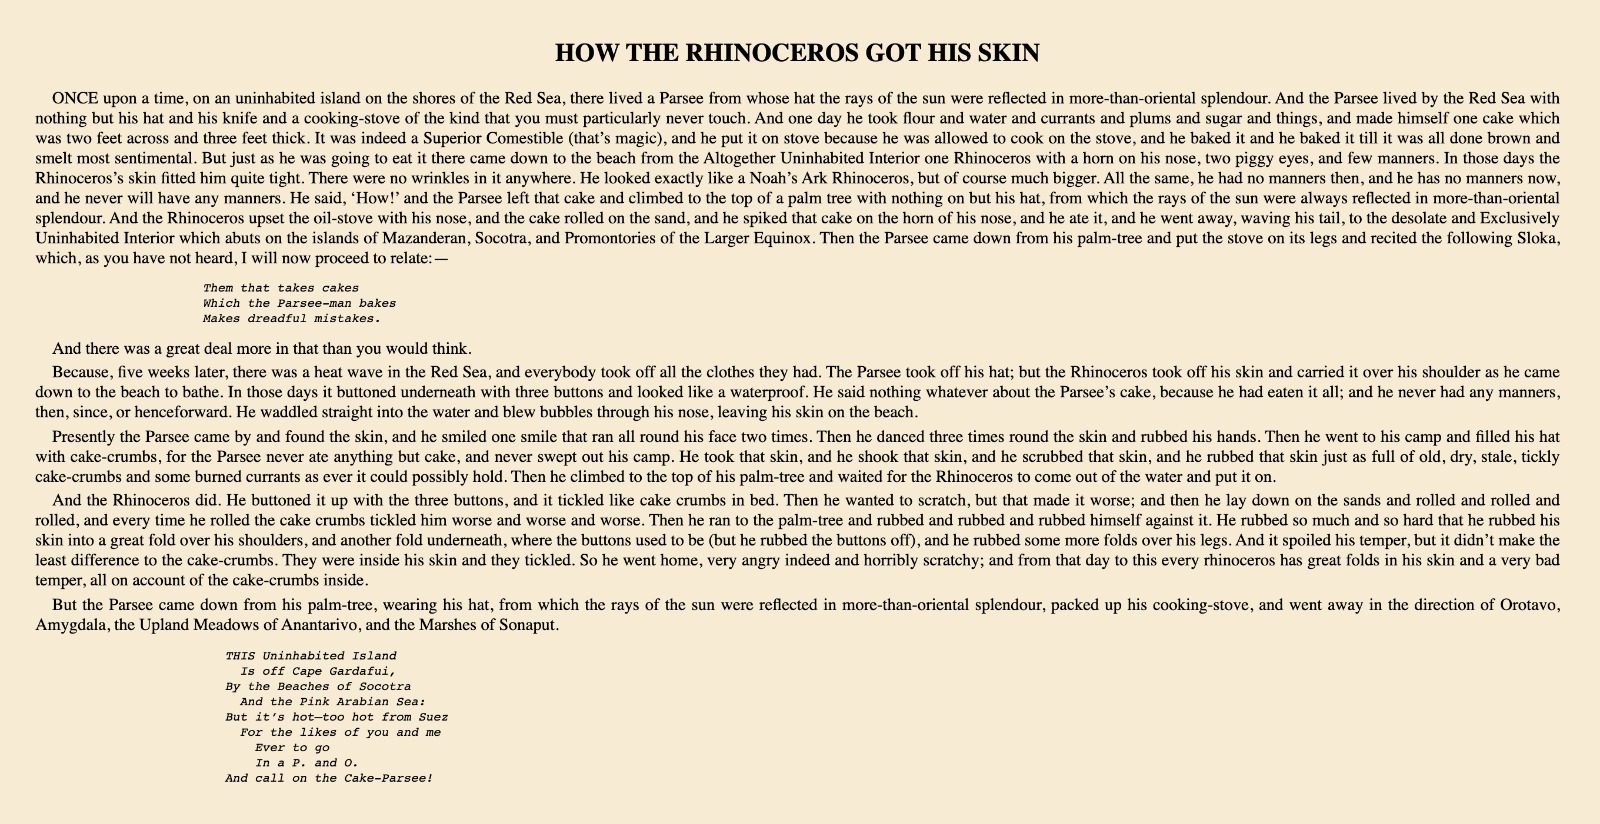 HOW THE RHINOCEROS GOT HIS SKIN
ONCE upon a time, on an uninhabited island on the shores of the Red Sea, there lived a Parsee from whose hat the rays of the sun were reflected in more-than-oriental splendour. And the Parsee lived by the Red Sea with
nothing but his hat and his knife and a cooking-stove of the kind that you must particularly never touch. And one day he took flour and water and currants and plums and sugar and things, and made himself one cake which
was two feet across and three feet thick. It was indeed a Superior Comestible (that’s magic), and he put it on stove because he was allowed to cook on the stove, and he baked it and he baked it till it was all done brown and
smelt most sentimental. But just as he was going to eat it there came down to the beach from the Altogether Uninhabited Interior one Rhinoceros with a horn on his nose, two piggy eyes, and few manners. In those days the
Rhinoceros’s skin fitted him quite tight. There were no wrinkles in it anywhere. He looked exactly like a Noah’s Ark Rhinoceros, but of course much bigger. All the same, he had no manners then, and he has no manners now,
and he never will have any manners. He said, ‘How!’ and the Parsee left that cake and climbed to the top of a palm tree with nothing on but his hat, from which the rays of the sun were always reflected in more-than-oriental
splendour. And the Rhinoceros upset the oil-stove with his nose, and the cake rolled on the sand, and he spiked that cake on the horn of his nose, and he ate it, and he went away, waving his tail, to the desolate and Exclusively
Uninhabited Interior which abuts on the islands of Mazanderan, Socotra, and Promontories of the Larger Equinox. Then the Parsee came down from his palm-tree and put the stove on its legs and recited the following Sloka,
which, as you have not heard, I will now proceed to relate:—
Them that takes cakes
Which the Parsee-man bakes
Makes dreadful mistakes.
And there was a great deal more in that than you would think.
Because, five weeks later, there was a heat wave in the Red Sea, and everybody took off all the clothes they had. The Parsee took off his hat; but the Rhinoceros took off his skin and carried it over his shoulder as he came
down to the beach to bathe. In those days it buttoned underneath with three buttons and looked like a waterproof. He said nothing whatever about the Parsee’s cake, because he had eaten it all; and he never had any manners,
then, since, or henceforward. He waddled straight into the water and blew bubbles through his nose, leaving his skin on the beach.
Presently the Parsee came by and found the skin, and he smiled one smile that ran all round his face two times. Then he danced three times round the skin and rubbed his hands. Then he went to his camp and filled his hat
with cake-crumbs, for the Parsee never ate anything but cake, and never swept out his camp. He took that skin, and he shook that skin, and he scrubbed that skin, and he rubbed that skin just as full of old, dry, stale, tickly
cake-crumbs and some burned currants as ever it could possibly hold. Then he climbed to the top of his palm-tree and waited for the Rhinoceros to come out of the water and put it on.
And the Rhinoceros did. He buttoned it up with the three buttons, and it tickled like cake crumbs in bed. Then he wanted to scratch, but that made it worse; and then he lay down on the sands and rolled and rolled and
rolled, and every time he rolled the cake crumbs tickled him worse and worse and worse. Then he ran to the palm-tree and rubbed and rubbed and rubbed himself against it. He rubbed so much and so hard that he rubbed his
skin into a great fold over his shoulders, and another fold underneath, where the buttons used to be (but he rubbed the buttons off), and he rubbed some more folds over his legs. And it spoiled his temper, but it didn’t make the
least difference to the cake-crumbs. They were inside his skin and they tickled. So he went home, very angry indeed and horribly scratchy; and from that day to this every rhinoceros has great folds in his skin and a very bad
temper, all on account of the cake-crumbs inside.
But the Parsee came down from his palm-tree, wearing his hat, from which the rays of the sun were reflected in more-than-oriental splendour, packed up his cooking-stove, and went away in the direction of Orotavo,
Amygdala, the Upland Meadows of Anantarivo, and the Marshes of Sonaput.
THIS Uninhabited Island
Is off Cape Gardafui,
By the Beaches of Socotra
And the Pink Arabian Sea:
But it’s hot—too hot from Suez
For the likes of you and me
Ever to go
In a P. and O.
And call on the Cake-Parsee!